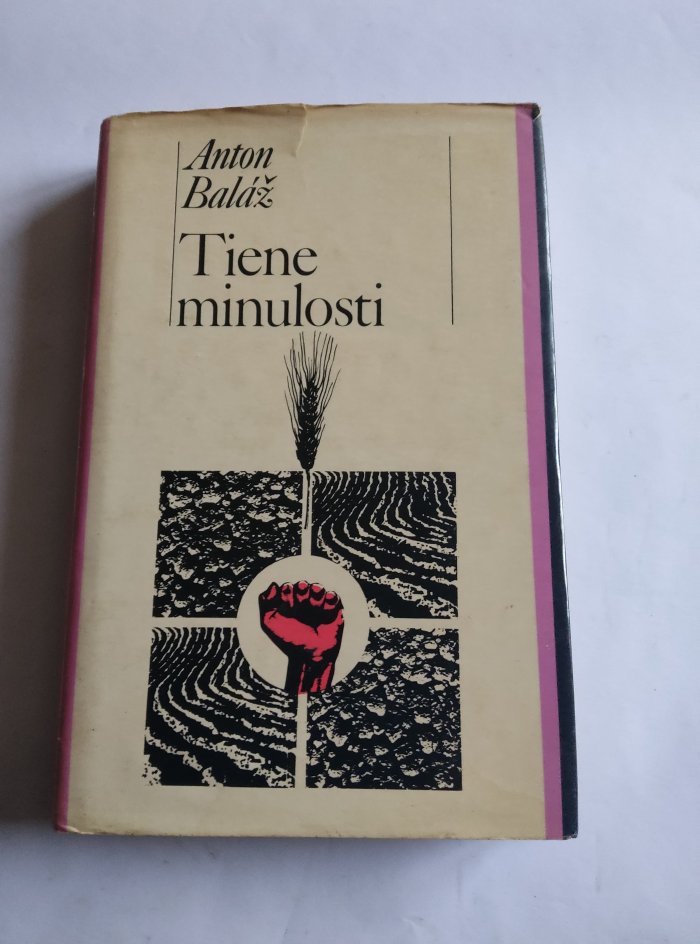 Anton
Baláž
Tiene
minulosti